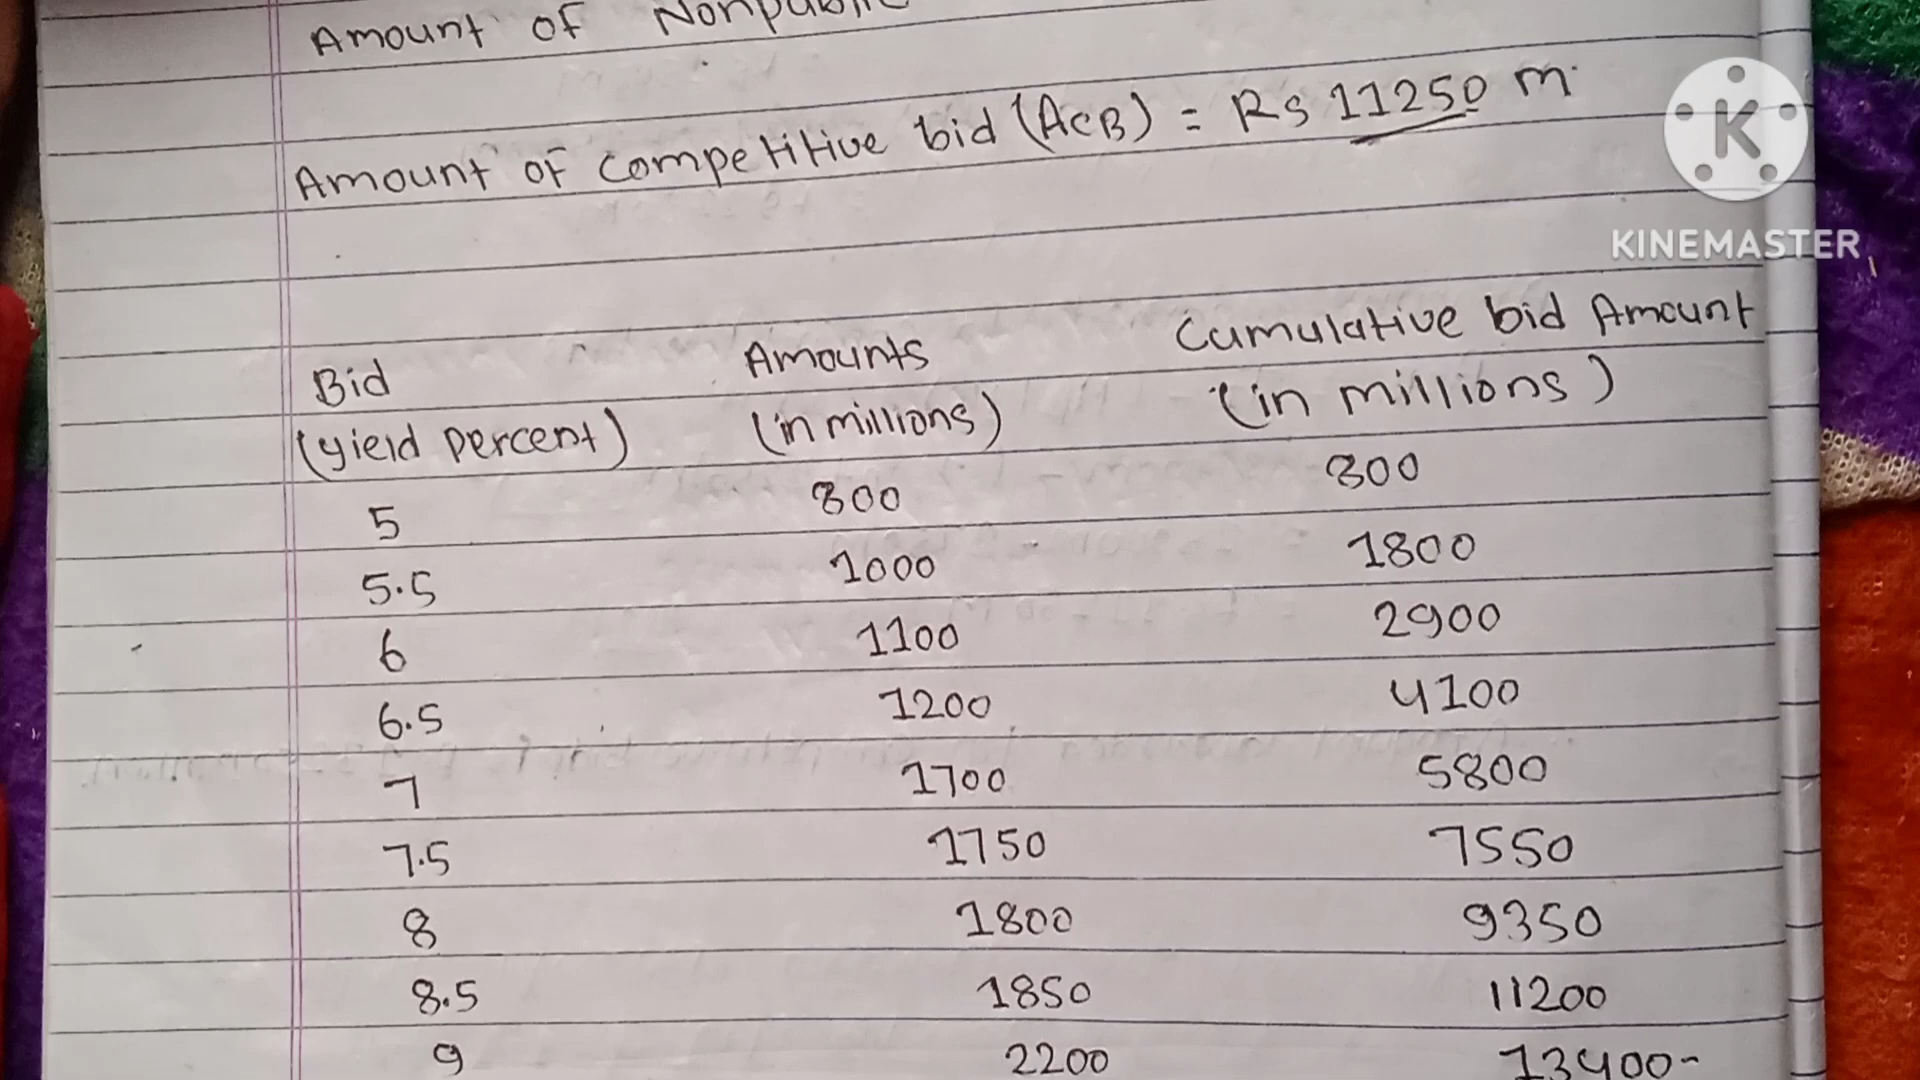 Amount of Nonpublic
Amount of competitive bid (ACB) = Rs 11250 m.
K
KINEMASTER
Bid Amounts Cumulative bid Amount
(yield percent) (in millions) (in millions)
5 800 800
5.5 1000 1800
6 1100 2900
6.5 1200 4100
7 1700 5800
7.5 1750 7550
8 1800 9350
8.5 1850 11200
9 2200 13400-